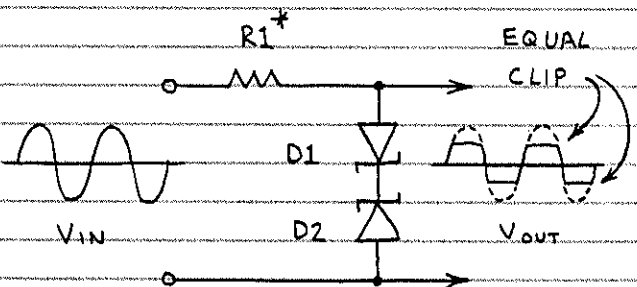 R1*
EQUAL
CLIP
D1
VIN
D2
VOUT